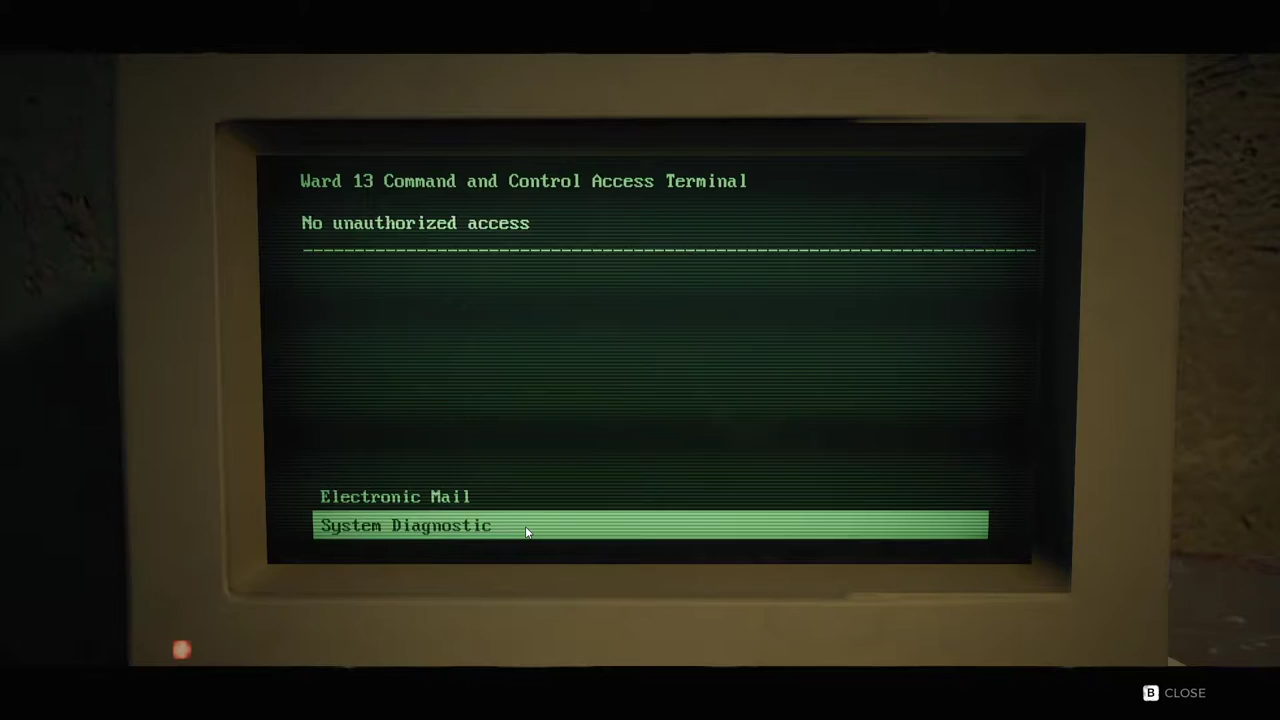 Ward 13 Command and Control Access Terminal
No unauthorized access
Electronic Mail
System Diagnostic
B CLOSE